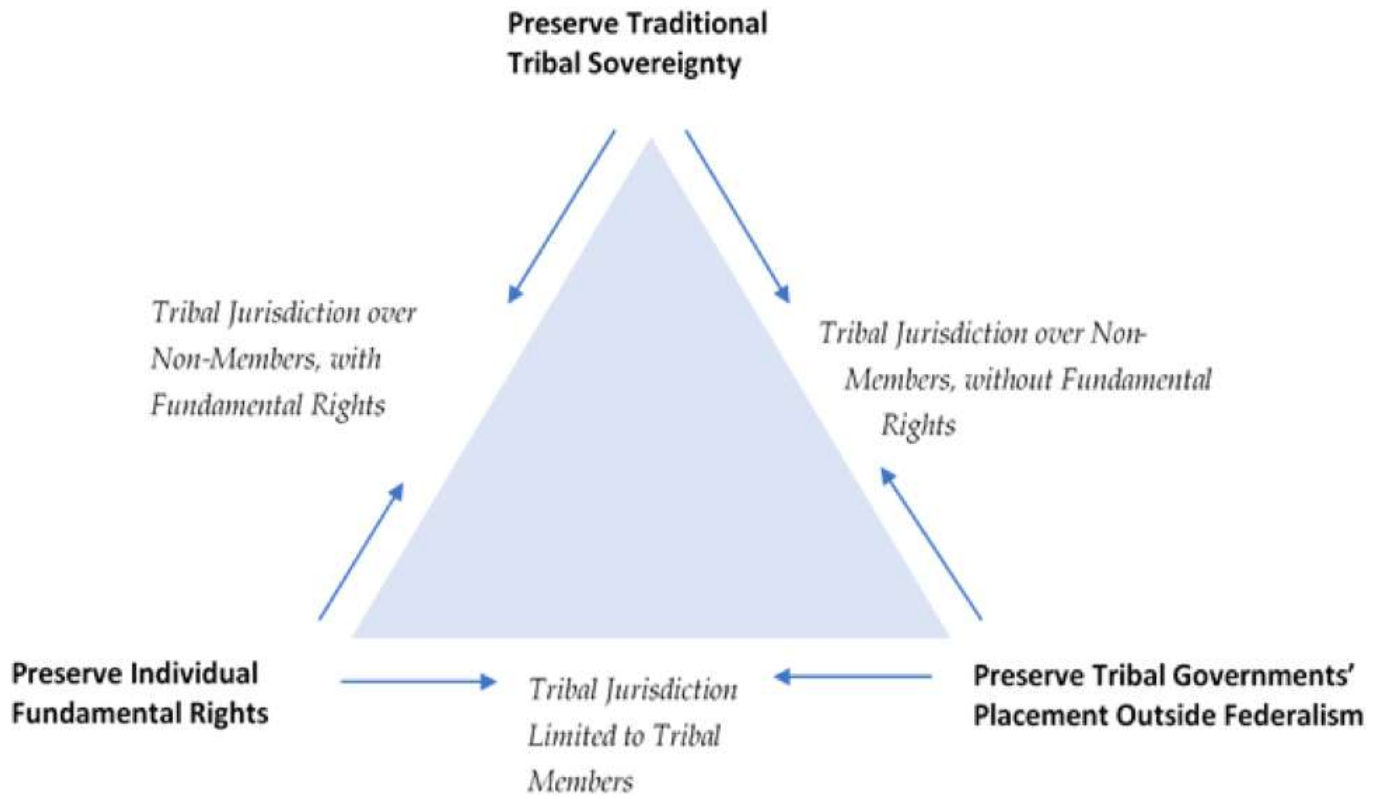 Preserve Traditional
Tribal Sovereignty
Tribal Jurisdiction over
Non-Members, with
Fundamental Rights
Tribal Jurisdiction over Non-
Members, without Fundamental
Rights
Preserve Individual
Fundamental Rights
Tribal Jurisdiction
Limited to Tribal
Members
Preserve Tribal Governments’
Placement Outside Federalism